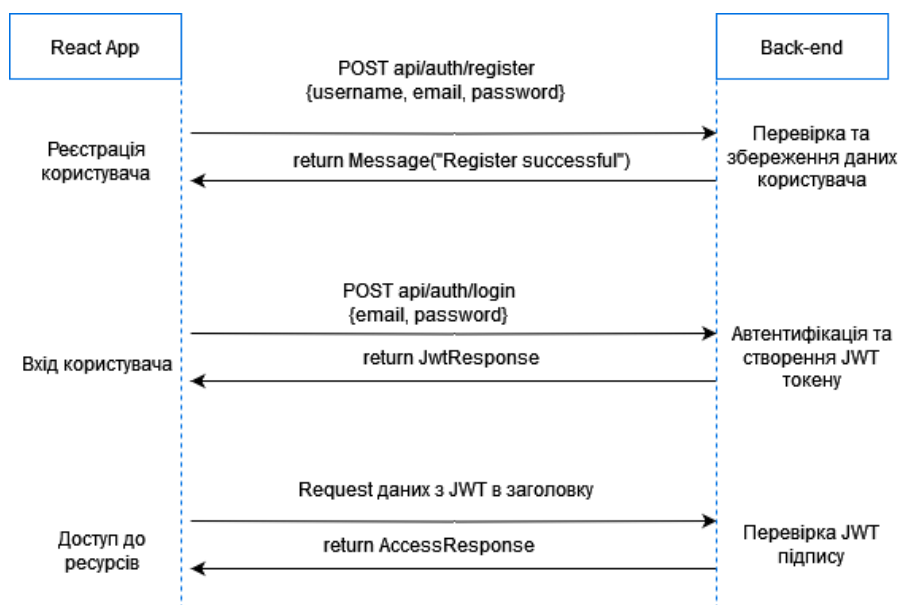 React App
Back-end
POST api/auth/register
{username, email, password}
Реєстрація
користувача
return Message("Register successful")
Перевірка та
збереження даних
користувача
POST api/auth/login
{email, password}
Вхід користувача
return JwtResponse
Автентифікація та
створення JWT
токену
Request даних з JWT в заголовку
Доступ до
ресурсів
return AccessResponse
Перевірка JWT
підпису